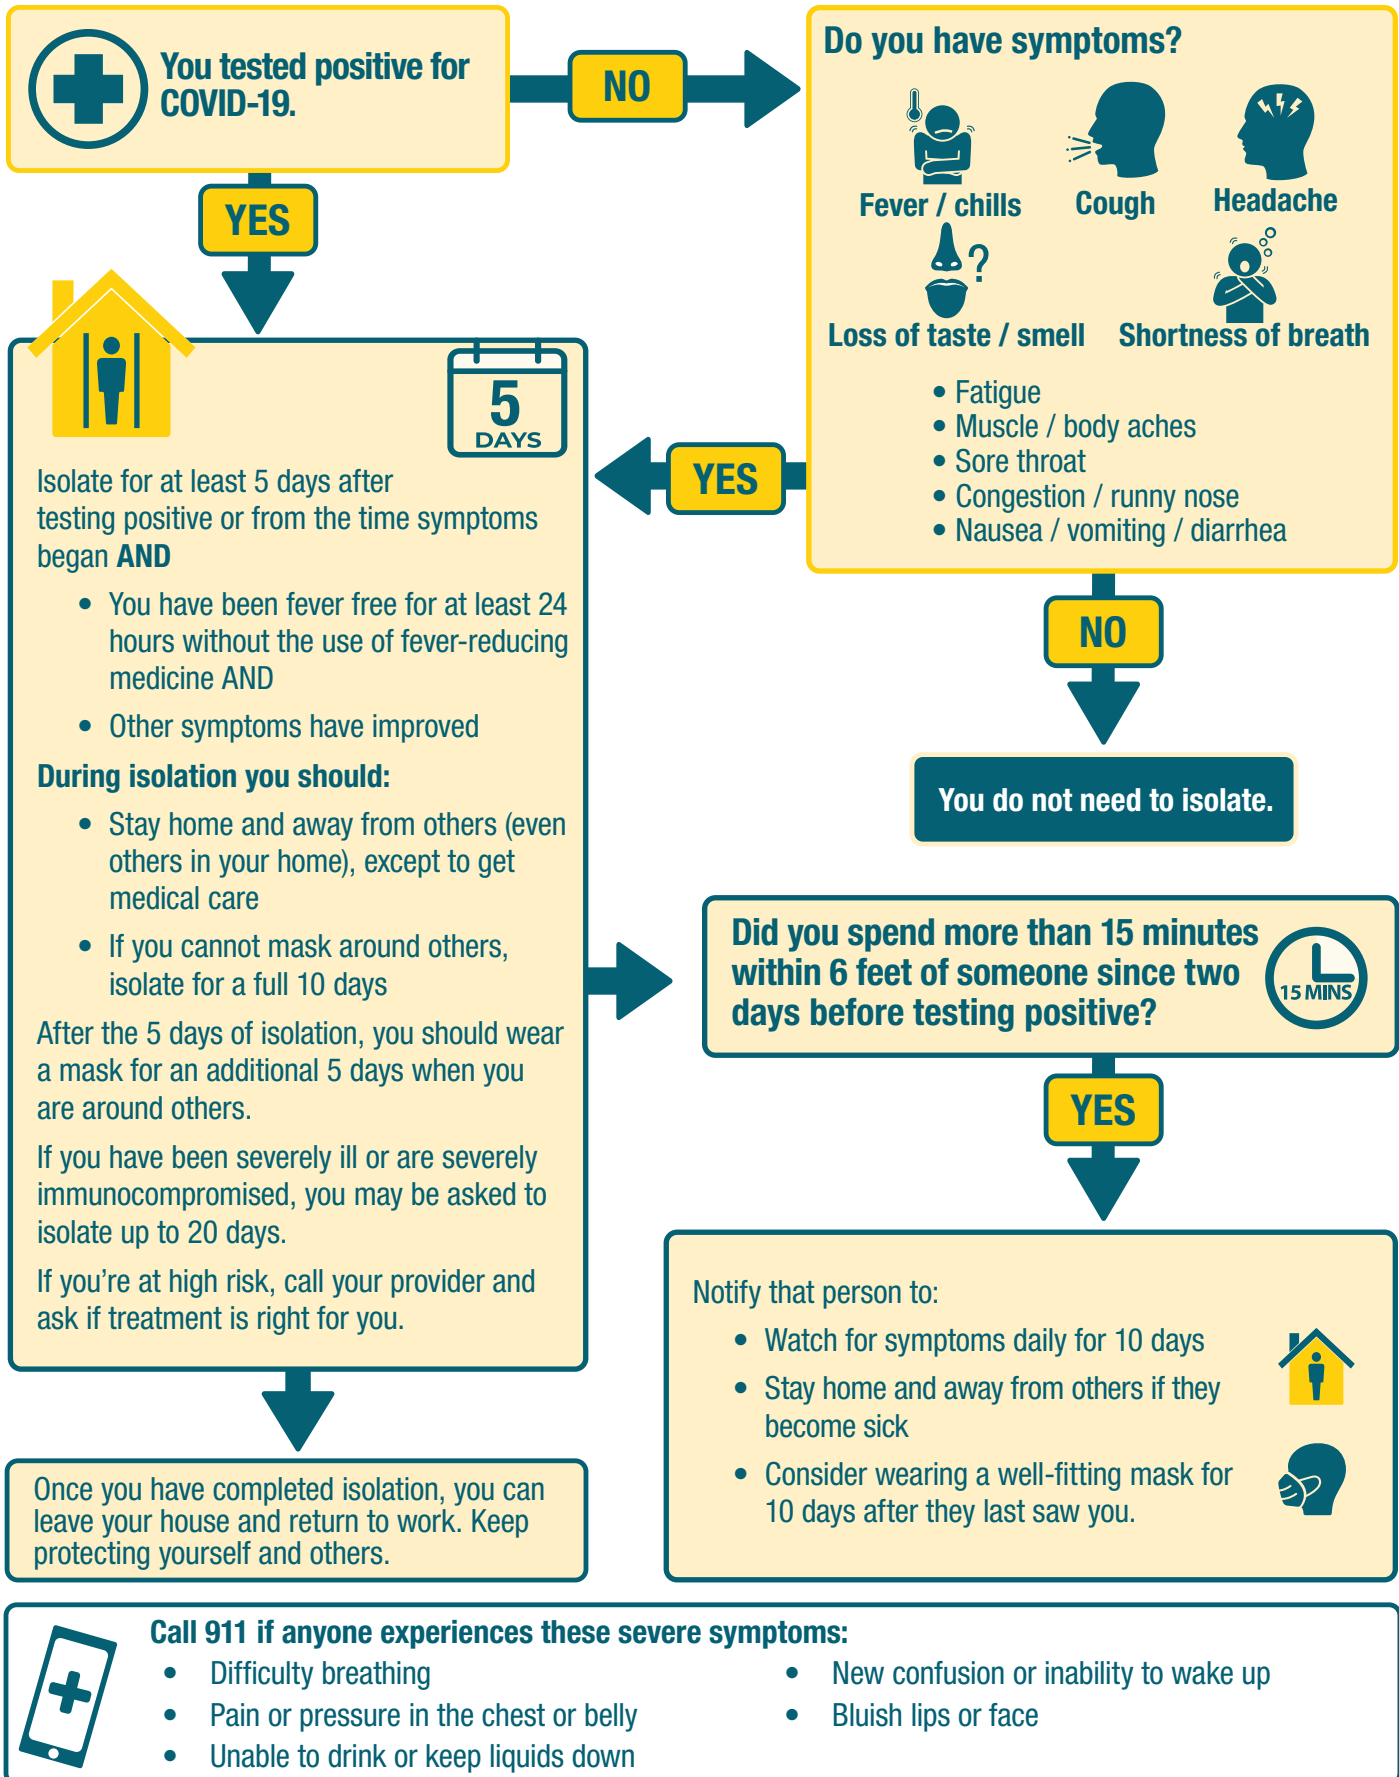 You tested positive for
COVID-19.
NO
YES
Do you have symptoms?
Fever / chills
Cough
Headache
?
Loss of taste / smell
Shortness of breath
• Fatigue
• Muscle / body aches
• Sore throat
• Congestion / runny nose
• Nausea / vomiting / diarrhea
YES
NO
You do not need to isolate.
5
DAYS
Isolate for at least 5 days after
testing positive or from the time symptoms
began AND
• You have been fever free for at least 24
hours without the use of fever-reducing
medicine AND
• Other symptoms have improved
During isolation you should:
• Stay home and away from others (even
others in your home), except to get
medical care
• If you cannot mask around others,
isolate for a full 10 days
After the 5 days of isolation, you should wear
a mask for an additional 5 days when you
are around others.
If you have been severely ill or are severely
immunocompromised, you may be asked to
isolate up to 20 days.
If you’re at high risk, call your provider and
ask if treatment is right for you.
Did you spend more than 15 minutes
within 6 feet of someone since two
days before testing positive?
15 MINS
YES
Notify that person to:
• Watch for symptoms daily for 10 days
• Stay home and away from others if they
become sick
• Consider wearing a well-fitting mask for
10 days after they last saw you.
Once you have completed isolation, you can
leave your house and return to work. Keep
protecting yourself and others.
Call 911 if anyone experiences these severe symptoms:
• Difficulty breathing
• Pain or pressure in the chest or belly
• Unable to drink or keep liquids down
• New confusion or inability to wake up
• Bluish lips or face